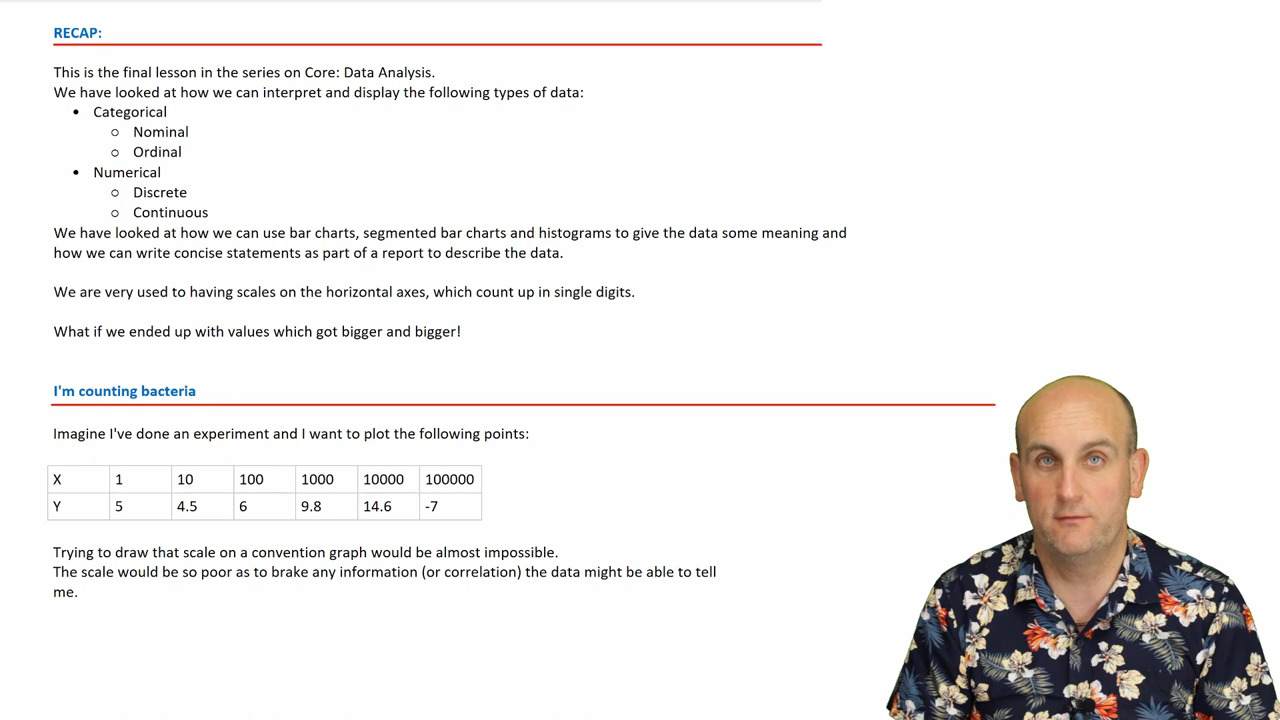 RECAP:
This is the final lesson in the series on Core: Data Analysis.
We have looked at how we can interpret and display the following types of data:
• Categorical
○ Nominal
○ Ordinal
• Numerical
○ Discrete
○ Continuous
We have looked at how we can use bar charts, segmented bar charts and histograms to give the data some meaning and
how we can write concise statements as part of a report to describe the data.
We are very used to having scales on the horizontal axes, which count up in single digits.
What if we ended up with values which got bigger and bigger!
I'm counting bacteria
Imagine I've done an experiment and I want to plot the following points:
X 1 10 100 1000 10000 100000
Y 5 4.5 6 9.8 14.6 -7
Trying to draw that scale on a convention graph would be almost impossible.
The scale would be so poor as to brake any information (or correlation) the data might be able to tell
me.